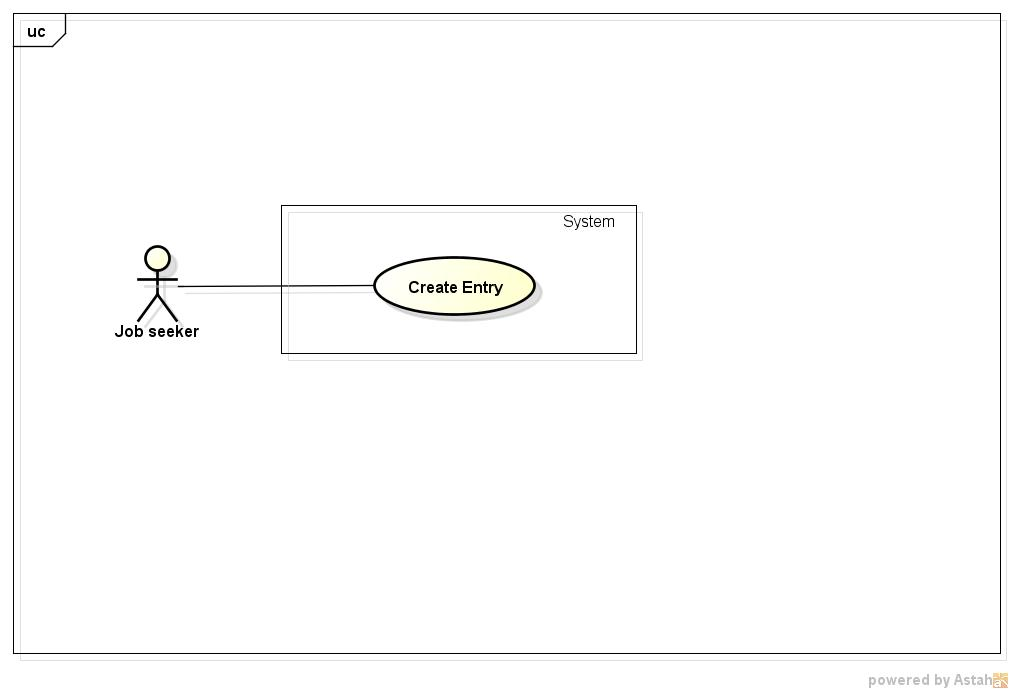 uc
System
Create Entry
Job seeker
powered by Astah